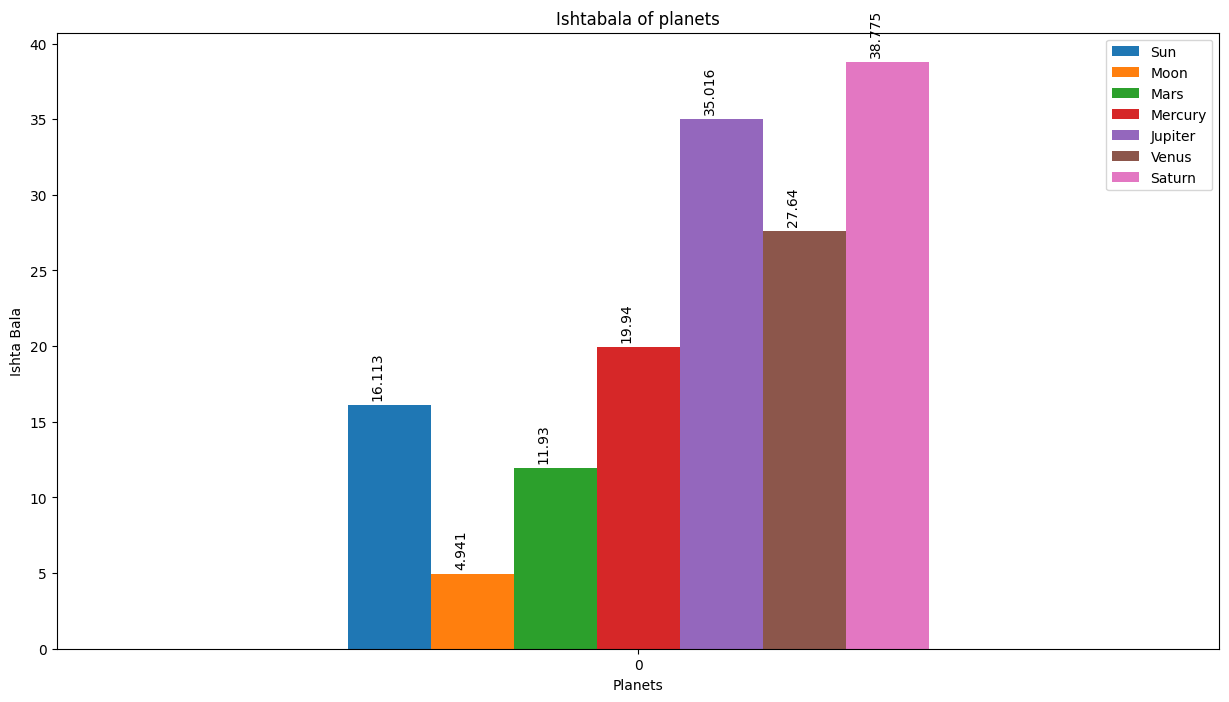 Ishtabala of planets
38.775
35.016
27.64
19.94
16.113
11.93
4.941
Sun
Moon
Mars
Mercury
Jupiter
Venus
Saturn
40
35
30
25
20
15
10
5
0
Ishta Bala
0
Planets